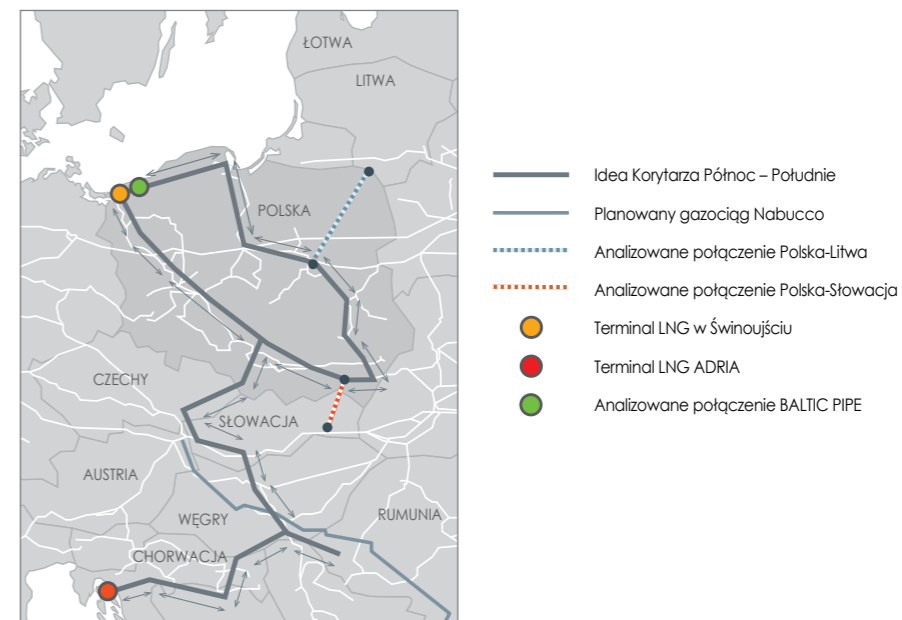 ŁOTWA
LITWA
POLSKA
CZECHY
SŁOWACJA
AUSTRIA
WĘGRY
RUMUNIA
CHORWACJA
Idea Korytarza Północ – Południe
Planowany gazociąg Nabucco
Analizowane połączenie Polska-Litwa
Analizowane połączenie Polska-Słowacja
Terminal LNG w Świnoujściu
Terminal LNG ADRIA
Analizowane połączenie BALTIC PIPE